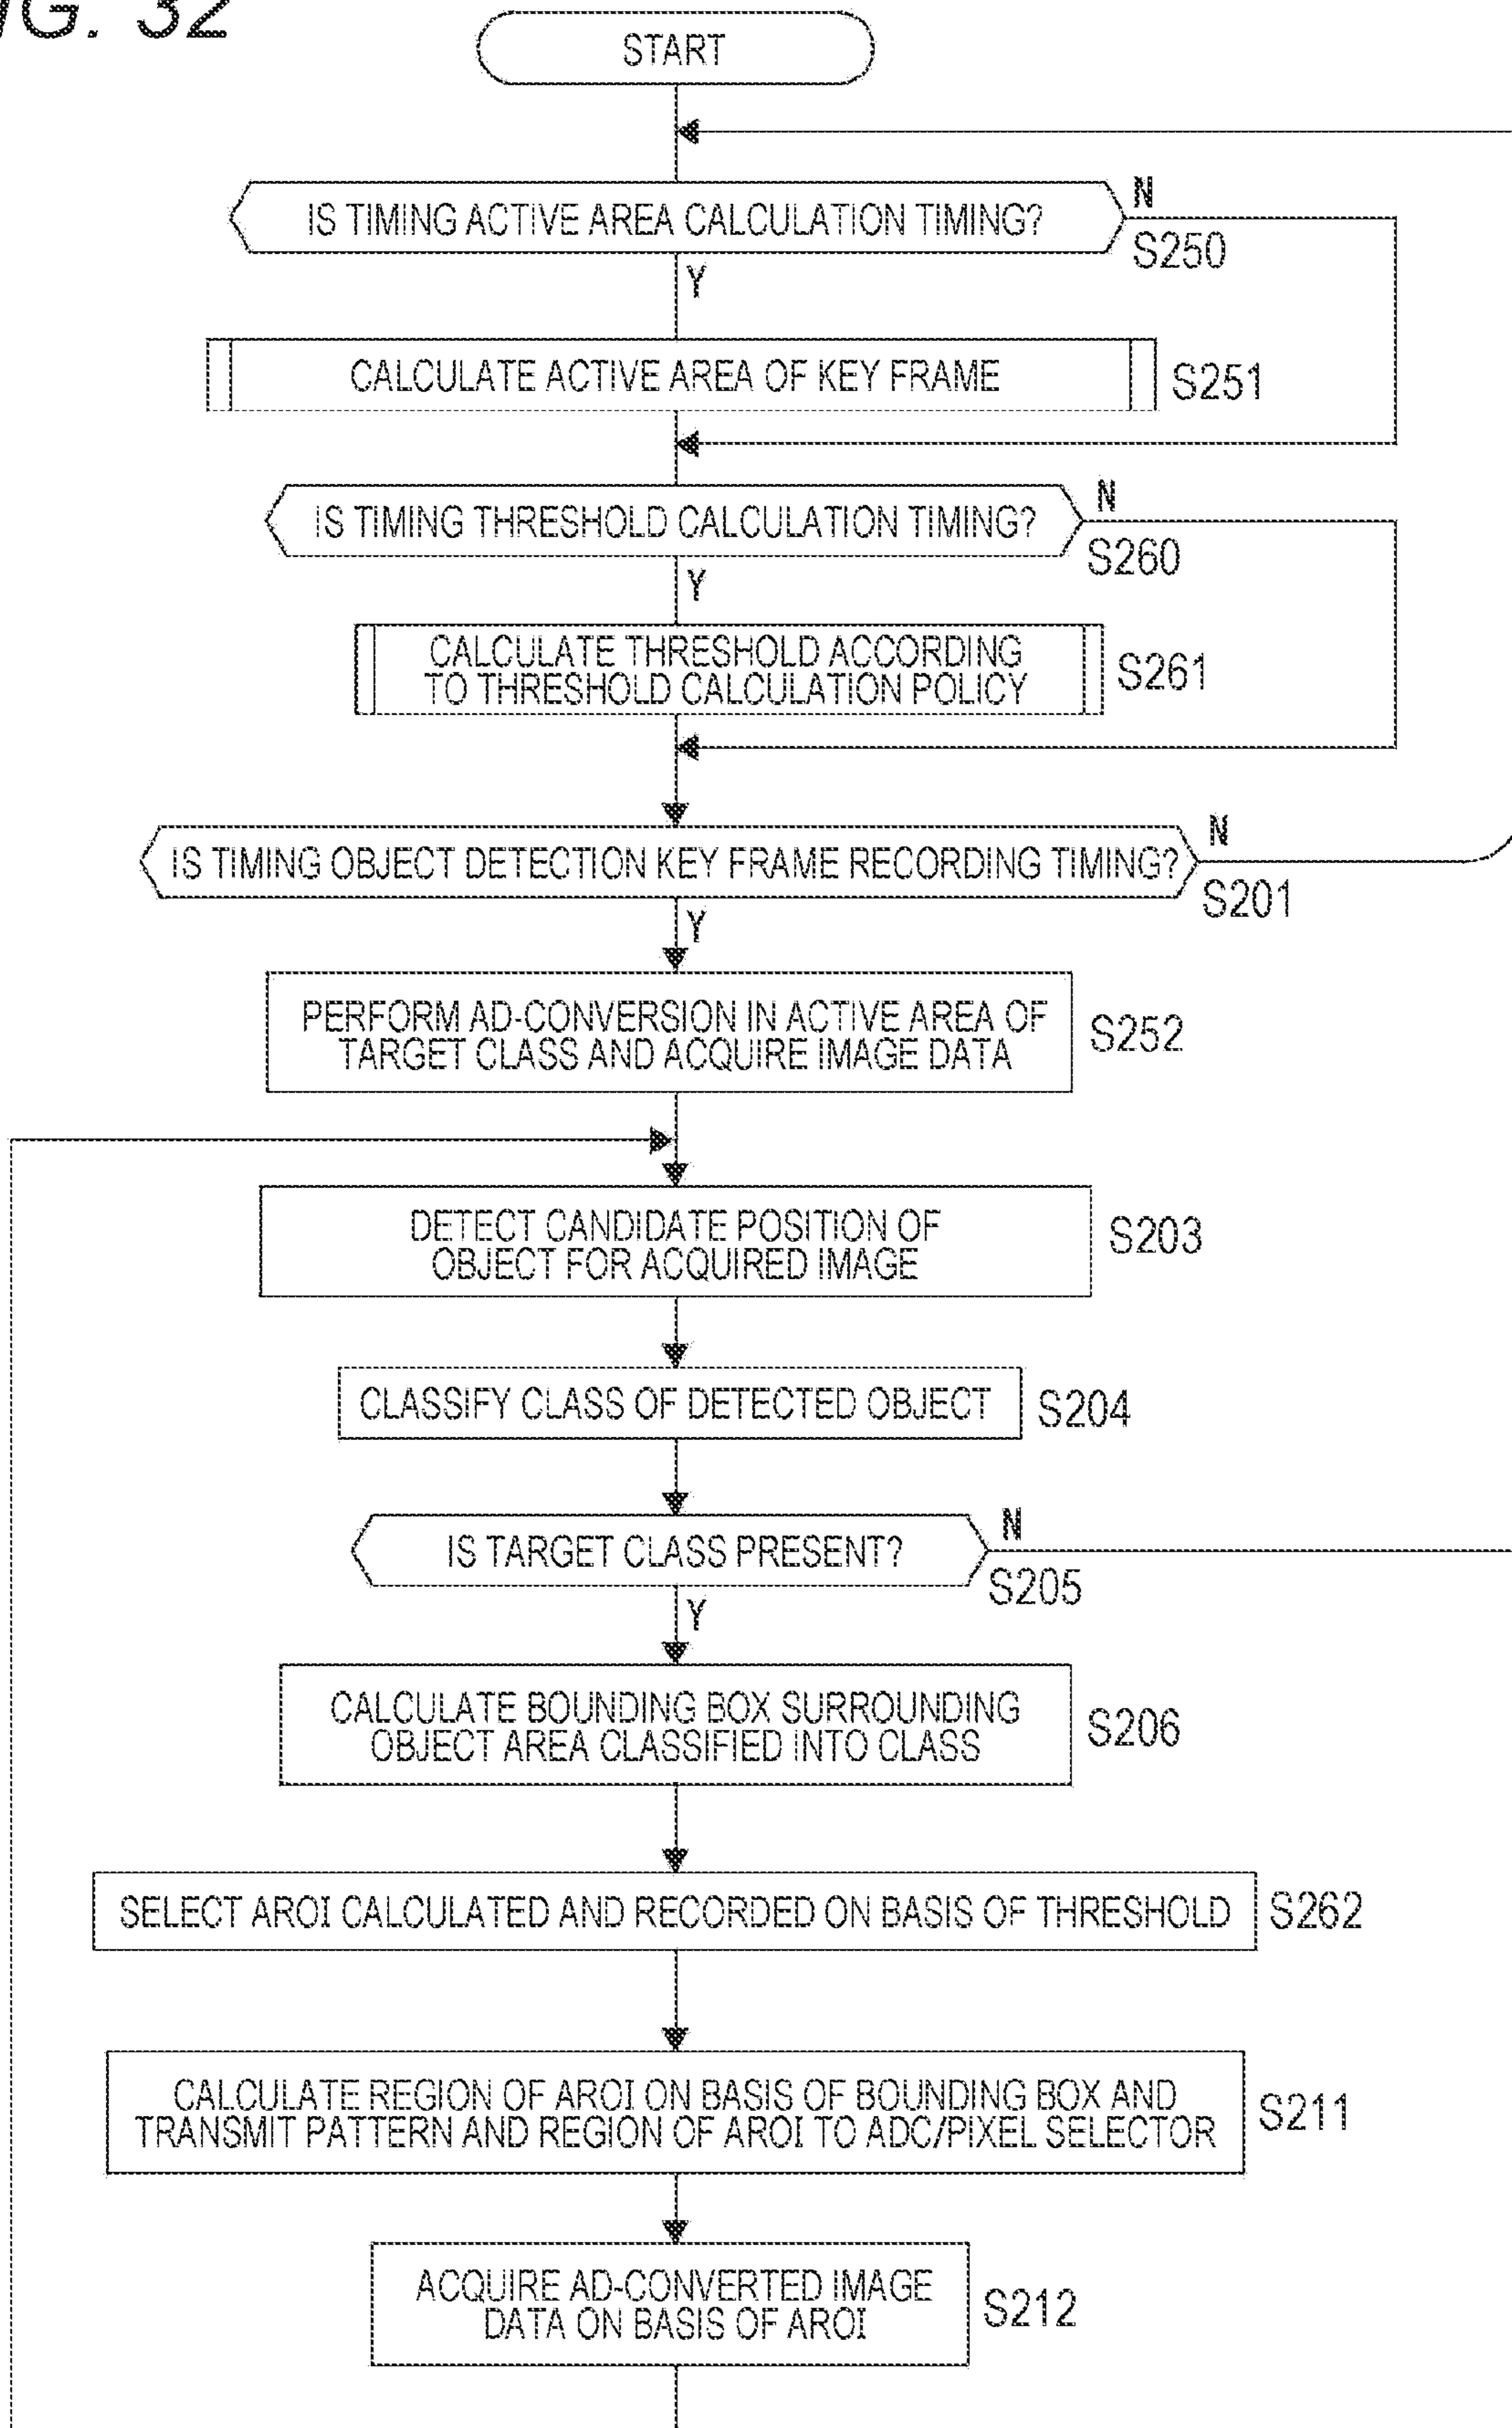 FIG. 32
START
IS TIMING ACTIVE AREA CALCULATION TIMING?
N
S250
Y
CALCULATE ACTIVE AREA OF KEY FRAME
S251
IS TIMING THRESHOLD CALCULATION TIMING?
N
S260
Y
CALCULATE THRESHOLD ACCORDING
TO THRESHOLD CALCULATION POLICY
S261
IS TIMING OBJECT DETECTION KEY FRAME RECORDING TIMING?
N
S201
Y
PERFORM AD-CONVERSION IN ACTIVE AREA OF
TARGET CLASS AND ACQUIRE IMAGE DATA
S252
DETECT CANDIDATE POSITION OF
OBJECT FOR ACQUIRED IMAGE
S203
CLASSIFY CLASS OF DETECTED OBJECT
S204
IS TARGET CLASS PRESENT?
N
S205
Y
CALCULATE BOUNDING BOX SURROUNDING
OBJECT AREA CLASSIFIED INTO CLASS
S206
SELECT AROI CALCULATED AND RECORDED ON BASIS OF THRESHOLD
S262
CALCULATE REGION OF AROI ON BASIS OF BOUNDING BOX AND
TRANSMIT PATTERN AND REGION OF AROI TO ADC/PIXEL SELECTOR
S211
ACQUIRE AD-CONVERTED IMAGE
DATA ON BASIS OF AROI
S212